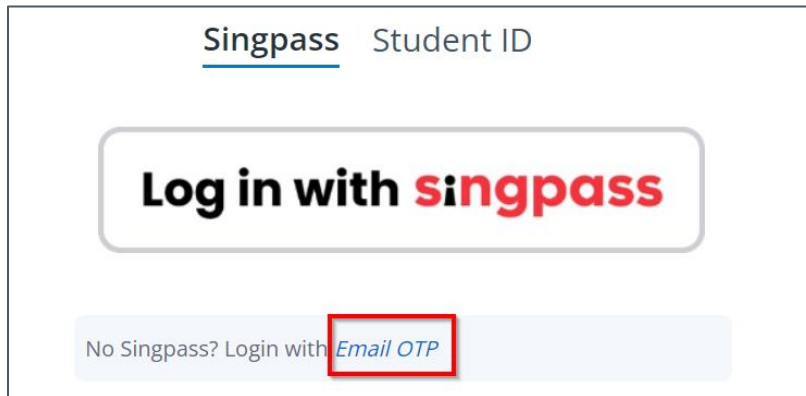 Singpass Student ID
Log in with singpass
No Singpass? Login with Email OTP